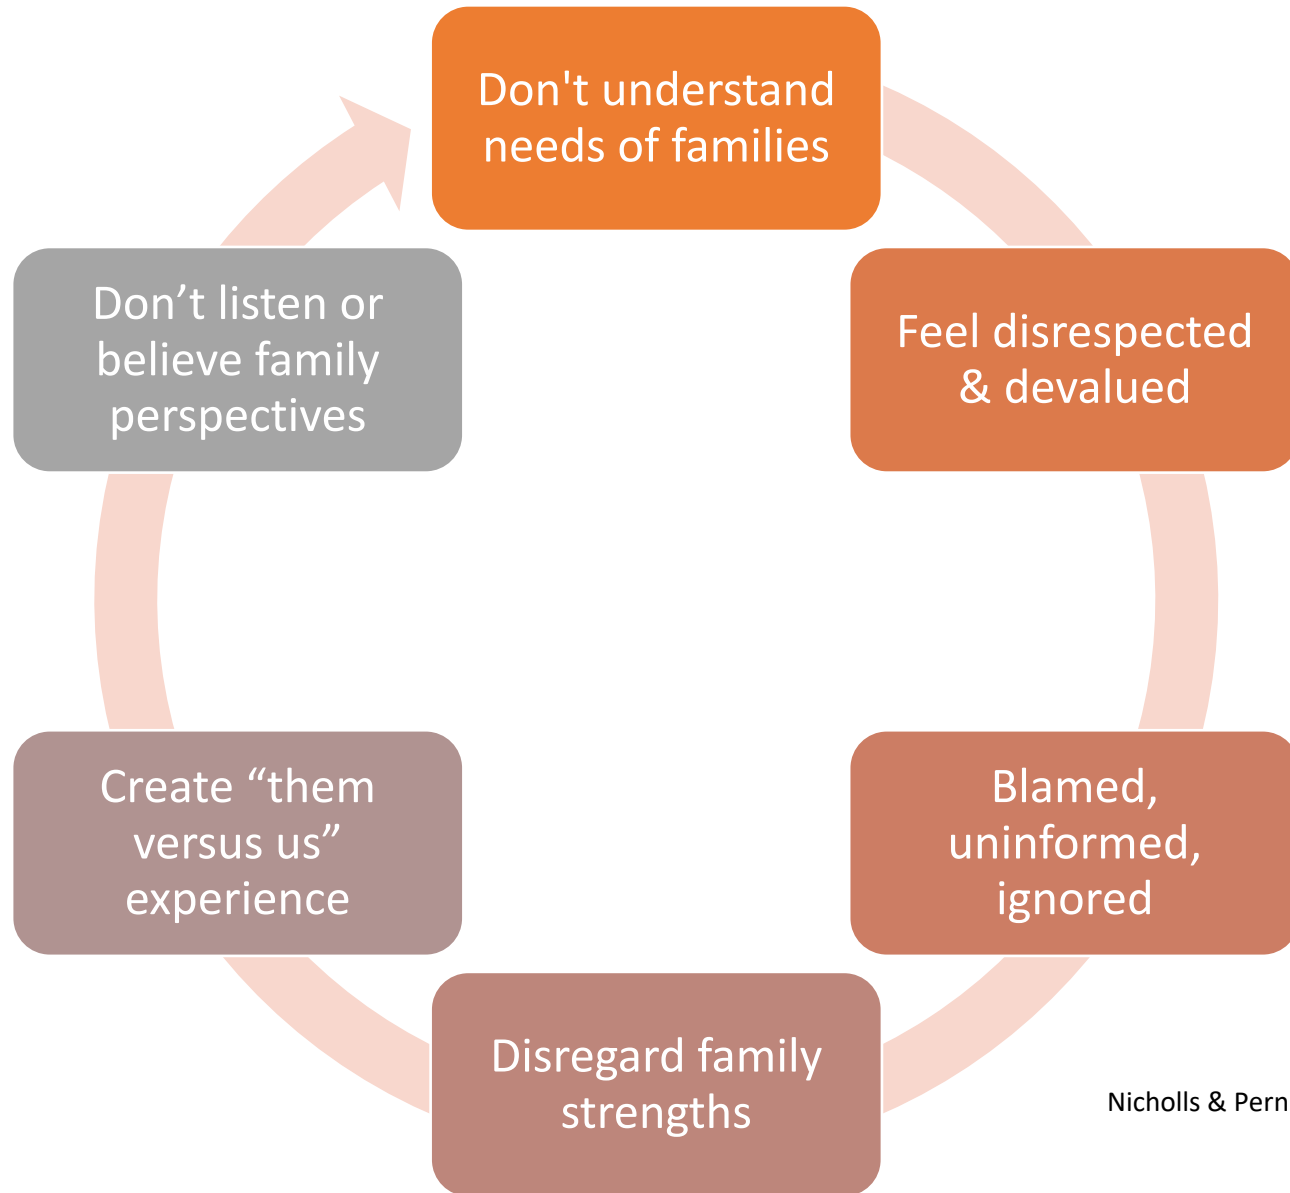 Don't understand
needs of families
Feel disrespected
& devalued
Blamed,
uninformed,
ignored
Disregard family
strengths
Create “them
versus us”
experience
Don’t listen or
believe family
perspectives
Nicholls & Pern